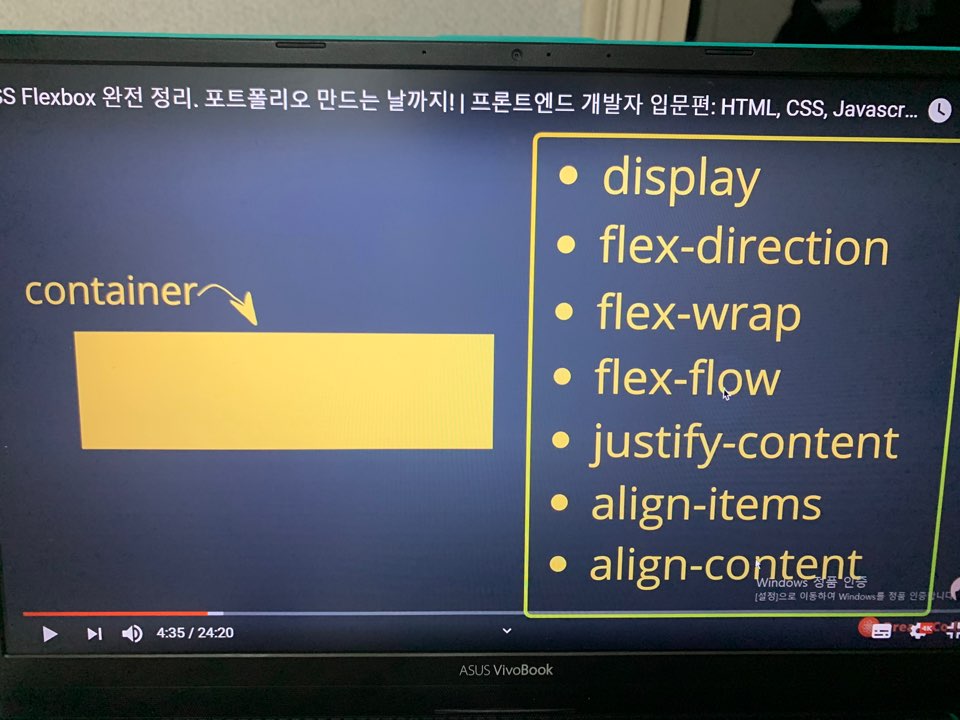 SS Flexbox 완전 정리. 포트폴리오 만드는 날까지! | 프론트엔드 개발자 입문편: HTML, CSS, Javascr...
container
• display
• flex-direction
• flex-wrap
• flex-flow
• justify-content
• align-items
• align-content
Windows 정품 인증
[설정]으로 이동하여 Windows를 정품 인증합니다.
4:35 / 24:20
4K
ASUS VivoBook